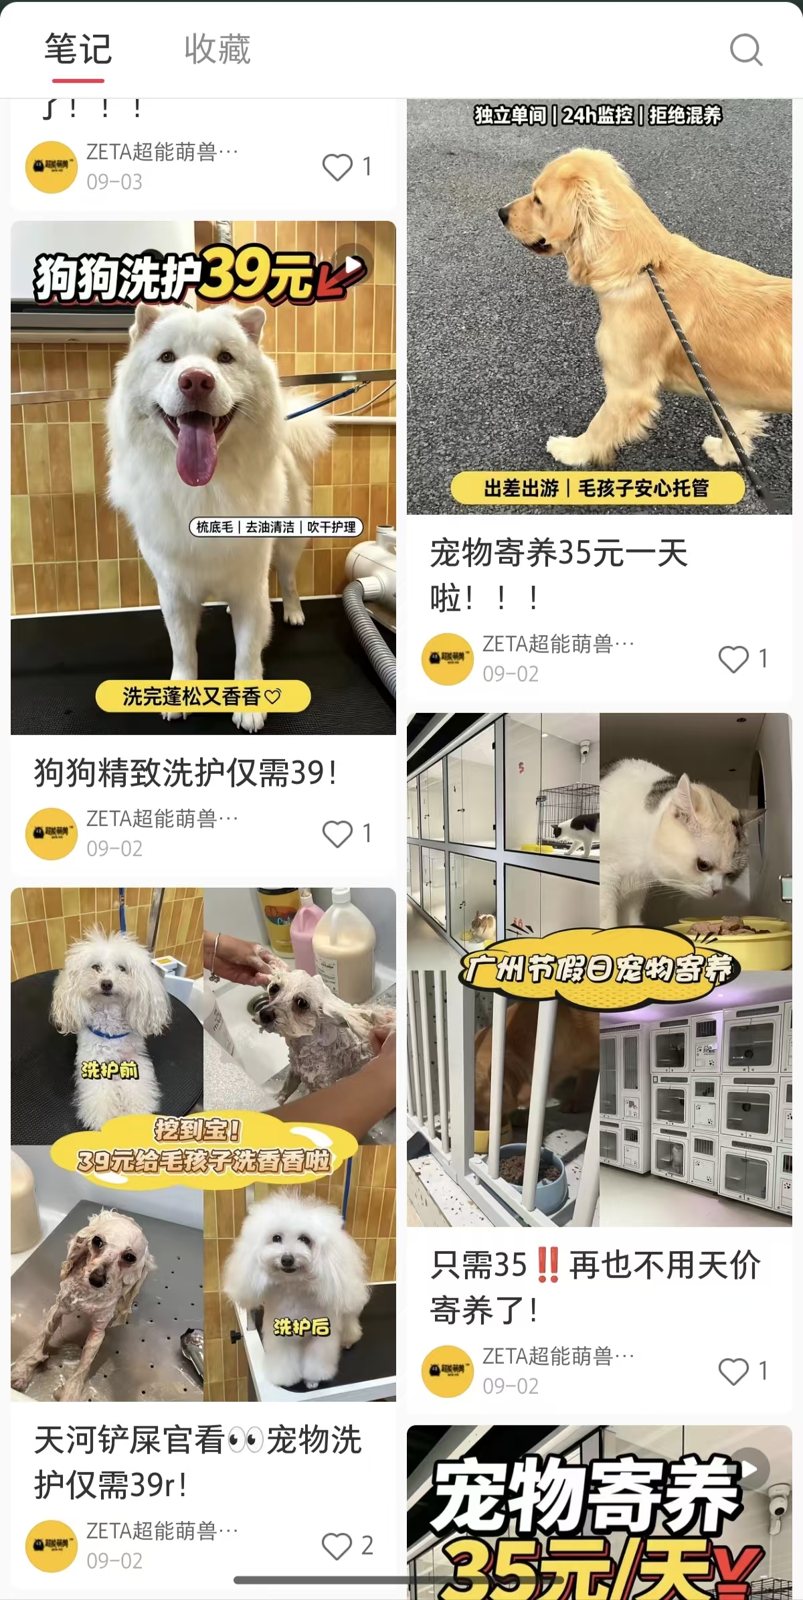 笔记
收藏
了！！！
ZETA超能萌兽…
09-03
1
狗狗洗护39元
梳底毛｜去油清洁｜吹干护理
洗完蓬松又香香♡
狗狗精致洗护仅需39！
ZETA超能萌兽…
09-02
1
洗护前
挖到宝！
39元给毛孩子洗香香啦
洗护后
天河铲屎官看👀宠物洗
护仅需39r！
ZETA超能萌兽…
09-02
2
独立单间｜24h监控｜拒绝混养
出差出游｜毛孩子安心托管
宠物寄养35元一天
啦！！！
ZETA超能萌兽…
09-02
1
广州节假日宠物寄养
只需35‼️再也不用天价
寄养了！
ZETA超能萌兽…
09-02
1
宠物寄养
35元/天